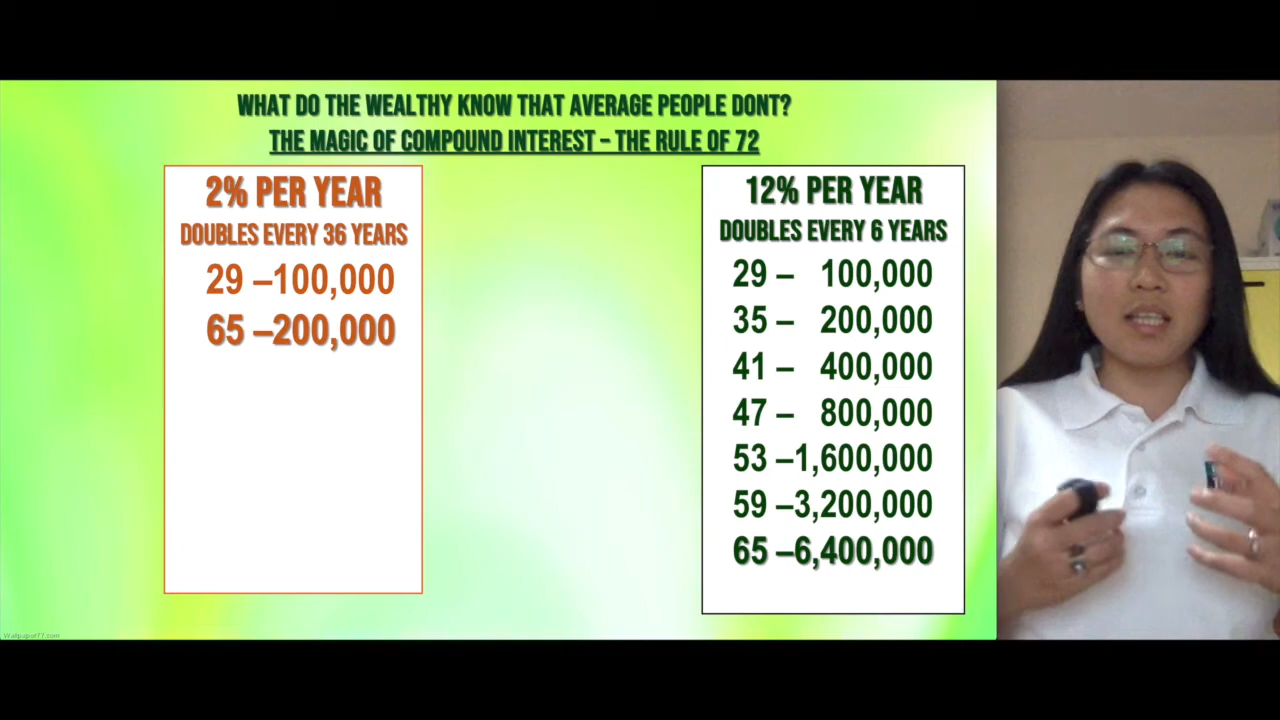 WHAT DO THE WEALTHY KNOW THAT AVERAGE PEOPLE DONT?
THE MAGIC OF COMPOUND INTEREST – THE RULE OF 72
2% PER YEAR
DOUBLES EVERY 36 YEARS
29 –100,000
65 –200,000
12% PER YEAR
DOUBLES EVERY 6 YEARS
29 – 100,000
35 – 200,000
41 – 400,000
47 – 800,000
53 –1,600,000
59 –3,200,000
65 –6,400,000
Wallpapur77.com